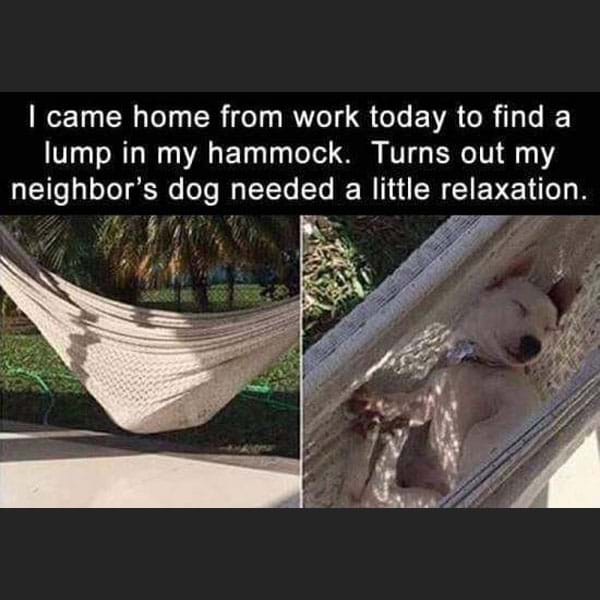 I came home from work today to find a
lump in my hammock.  Turns out my
neighbor's dog needed a little relaxation.